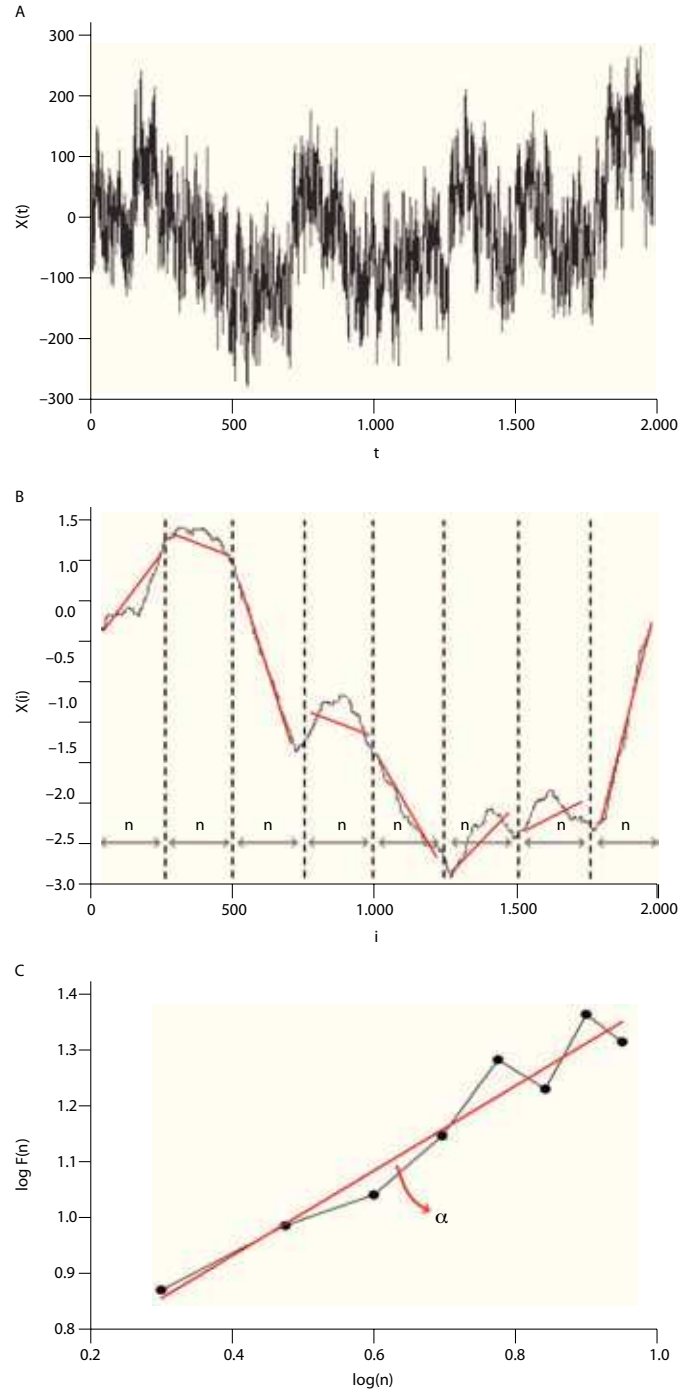 A
300
200
100
0
–100
–200
–300
X(t)
0 500 1.000 1.500 2.000
t
B
1.5
1.0
0.0
–0.5
–1.0
–1.5
–2.0
–2.5
–3.0
X(i)
n n n n n n n n
0 500 1.000 1.500 2.000
i
C
1.4
1.3
1.2
1.1
1.0
0.9
0.8
log F(n)
α
0.2 0.4 0.6 0.8 1.0
log(n)